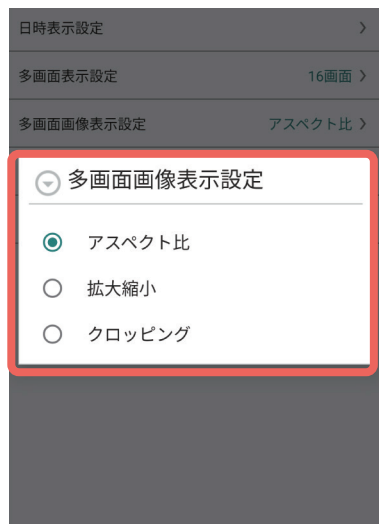 日時表示設定
多画面表示設定 16画面
多画面画像表示設定 アスペクト比
多画面画像表示設定
アスペクト比
拡大縮小
クロッピング